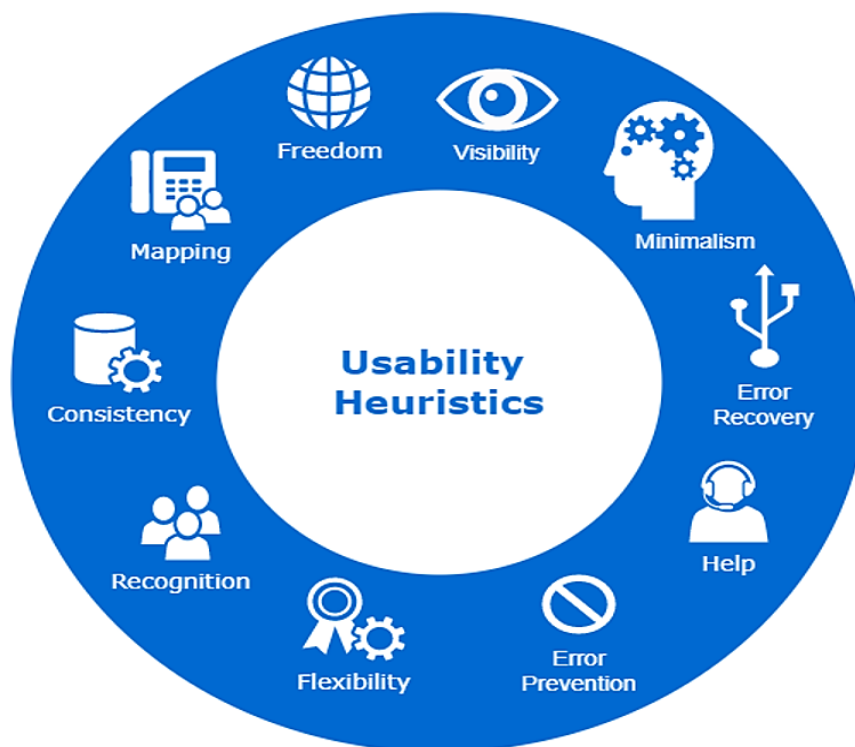 Usability
Heuristics
Freedom
Visibility
Minimalism
Error
Recovery
Help
Error
Prevention
Flexibility
Recognition
Consistency
Mapping